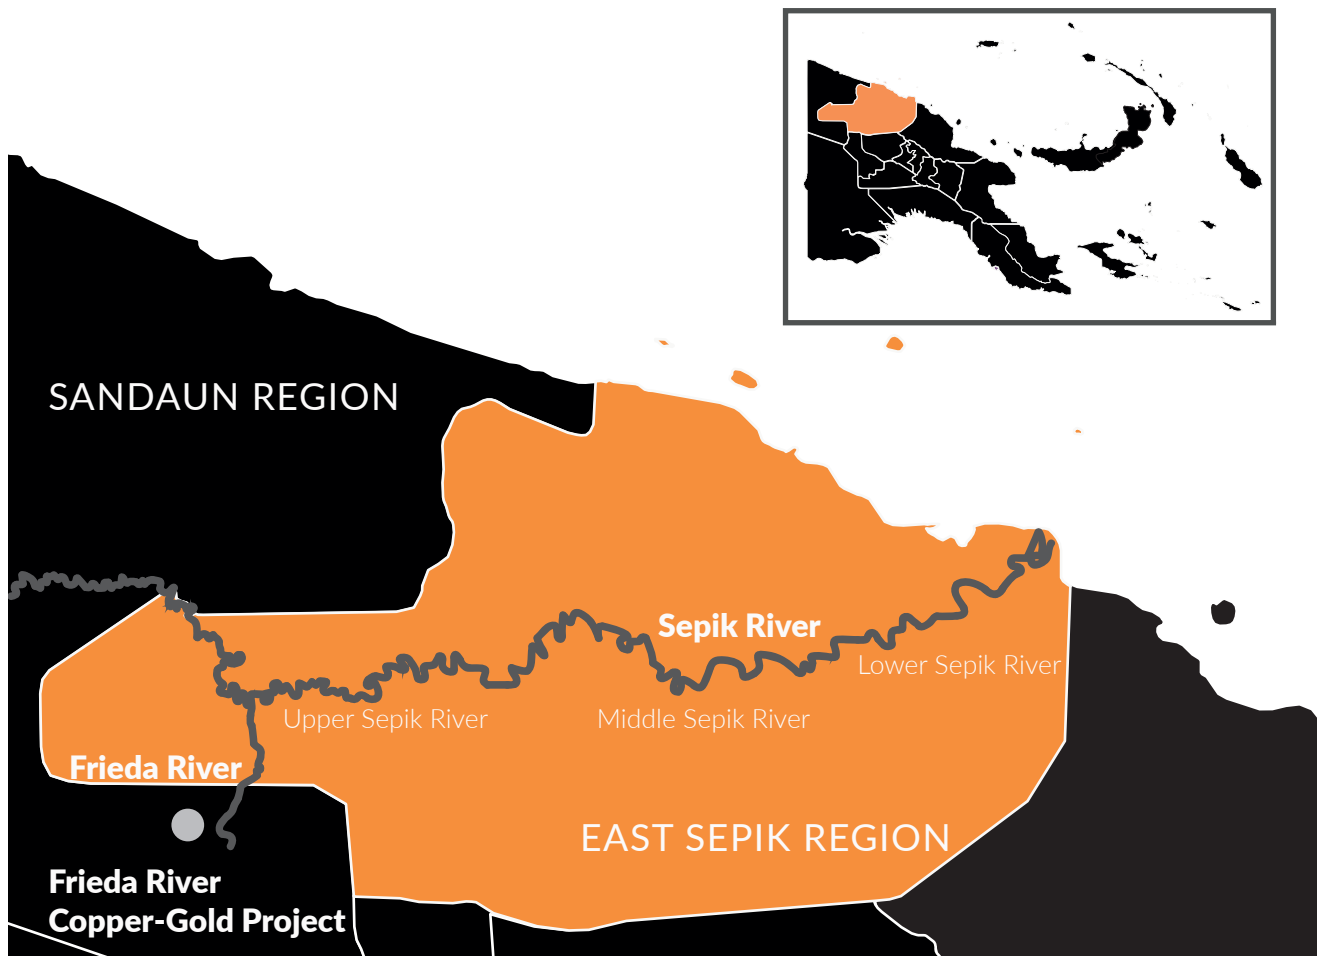 SANDAUN REGION
Sepik River
Lower Sepik River
Upper Sepik River
Middle Sepik River
Frieda River
EAST SEPIK REGION
Frieda River
Copper-Gold Project